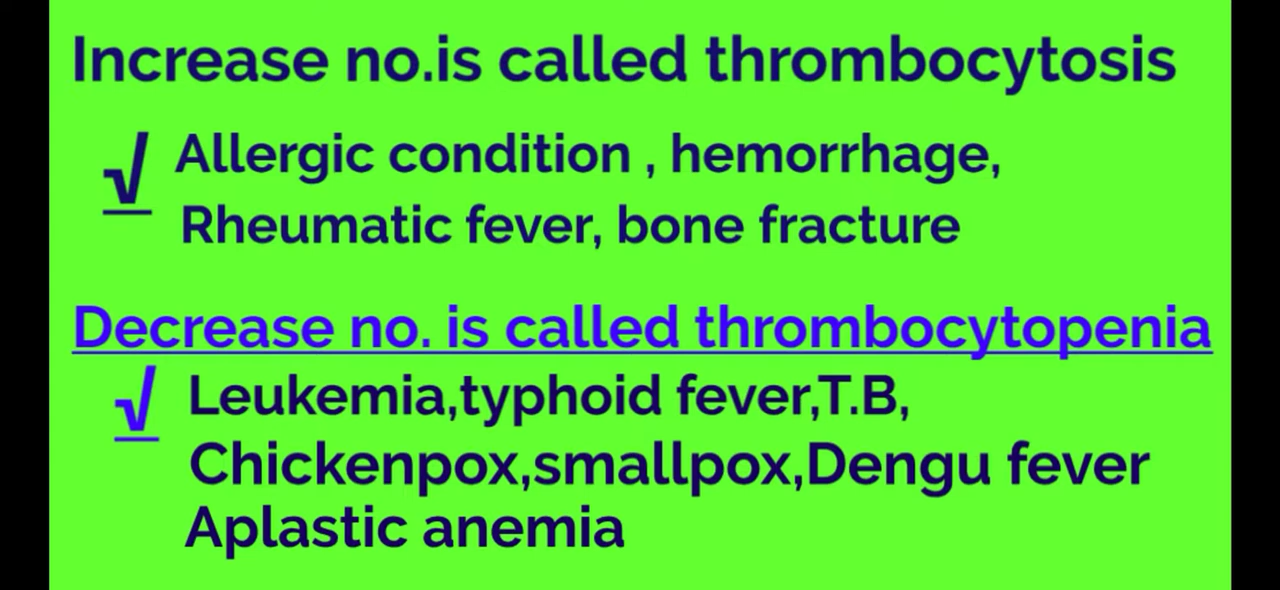 Increase no.is called thrombocytosis
√ Allergic condition , hemorrhage,
Rheumatic fever, bone fracture
Decrease no. is called thrombocytopenia
√ Leukemia,typhoid fever,T.B,
Chickenpox,smallpox,Dengu fever
Aplastic anemia